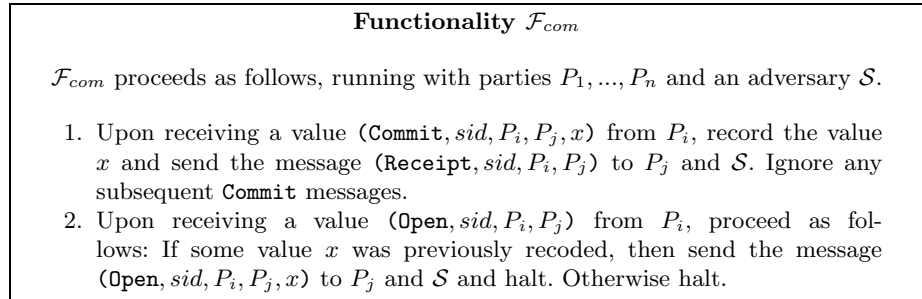 Functionality 𝓕_com
𝓕_com proceeds as follows, running with parties P₁, ..., Pₙ and an adversary 𝒮.
1. Upon receiving a value (Commit, sid, P_i, P_j, x) from P_i, record the value
x and send the message (Receipt, sid, P_i, P_j) to P_j and 𝒮. Ignore any
subsequent Commit messages.
2. Upon receiving a value (Open, sid, P_i, P_j) from P_i, proceed as fol-
lows: If some value x was previously recoded, then send the message
(Open, sid, P_i, P_j, x) to P_j and 𝒮 and halt. Otherwise halt.